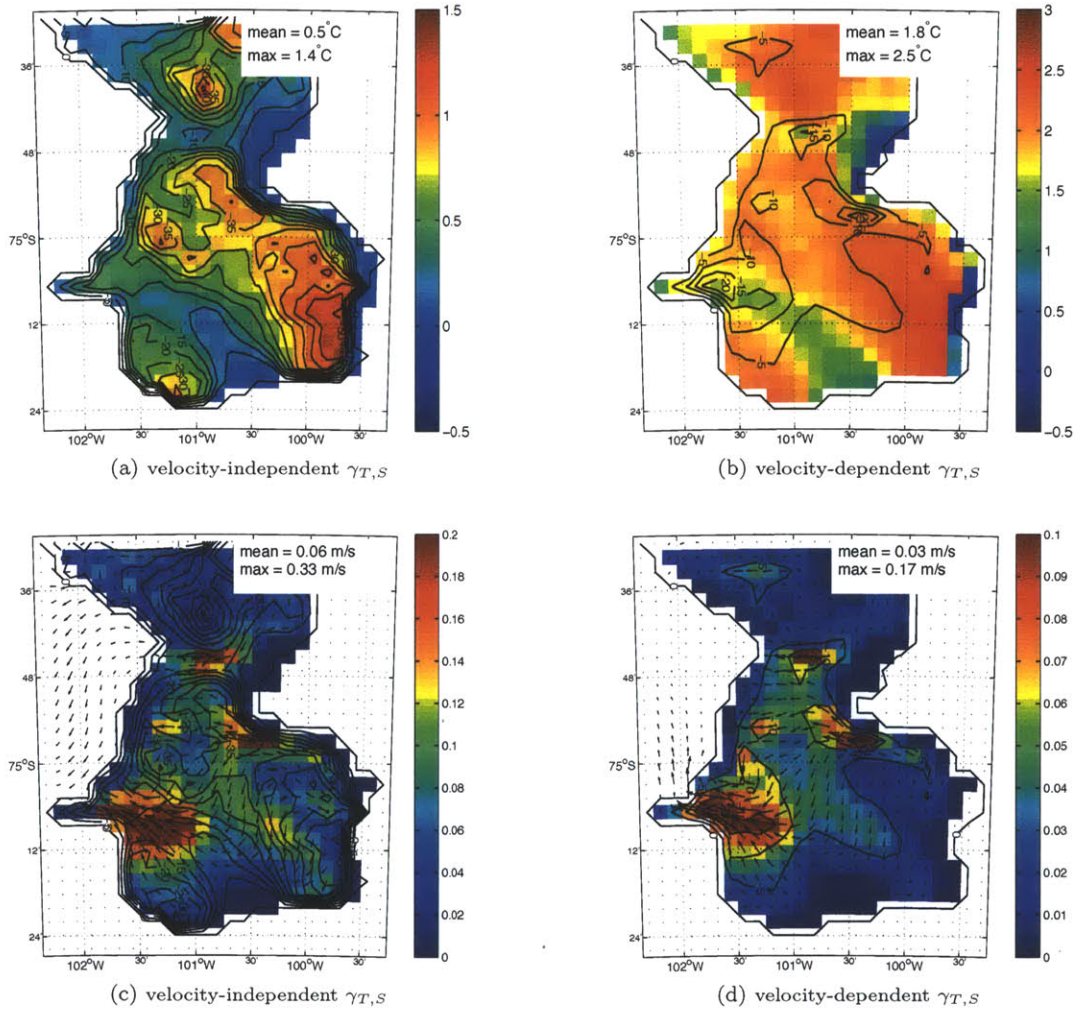 mean = 0.5°C
max = 1.4°C
1.5
1
0.5
0
−0.5
36'
48'
75°S
12'
24'
102°W
30'
101°W
30'
100°W
30'
(a) velocity-independent γT,S
mean = 1.8°C
max = 2.5°C
3
2.5
2
1.5
1
0.5
0
−0.5
36'
48'
75°S
12'
24'
102°W
30'
101°W
30'
100°W
30'
(b) velocity-dependent γT,S
mean = 0.06 m/s
max = 0.33 m/s
0.2
0.18
0.16
0.14
0.12
0.1
0.08
0.06
0.04
0.02
0
36'
48'
75°S
12'
24'
102°W
30'
101°W
30'
100°W
30'
(c) velocity-independent γT,S
mean = 0.03 m/s
max = 0.17 m/s
0.1
0.09
0.08
0.07
0.06
0.05
0.04
0.03
0.02
0.01
0
36'
48'
75°S
12'
24'
102°W
30'
101°W
30'
100°W
30'
(d) velocity-dependent γT,S